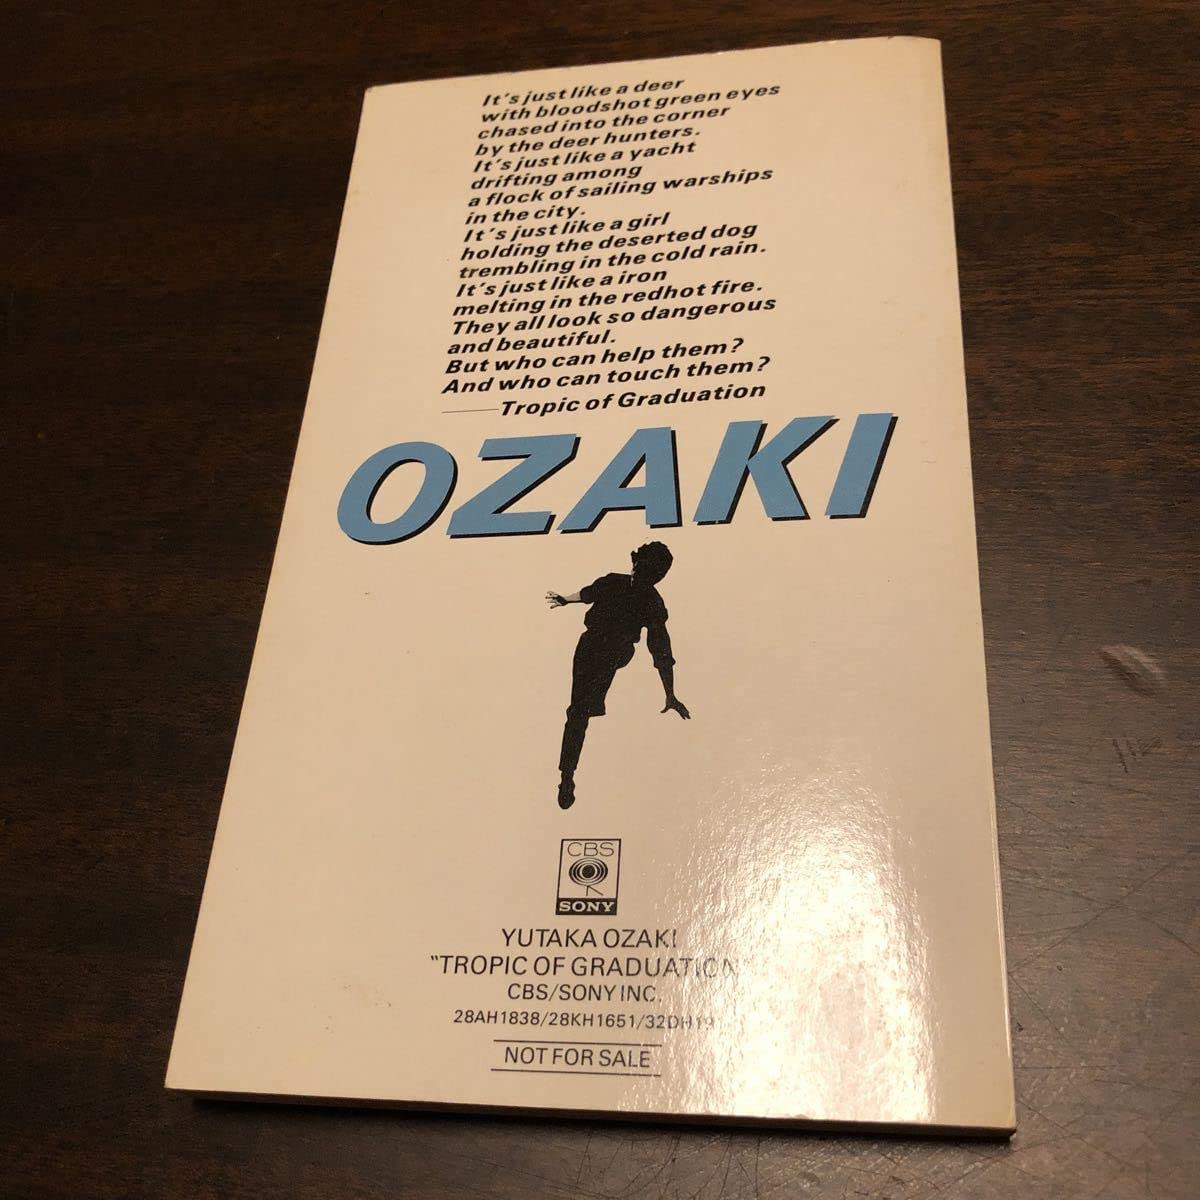 It's just like a deer
with bloodshot green eyes
chased into the corner
by the deer hunters.
It's just like a yacht
drifting among
a flock of sailing warships
in the city.
It's just like a girl
holding the deserted dog
trembling in the cold rain.
It's just like a iron
melting in the redhot fire.
They all look so dangerous
and beautiful.
But who can help them?
And who can touch them?
——Tropic of Graduation
OZAKI
CBS
SONY
YUTAKA OZAKI
"TROPIC OF GRADUATION"
CBS/SONY INC.
28AH1838/28KH1651/
NOT FOR SALE